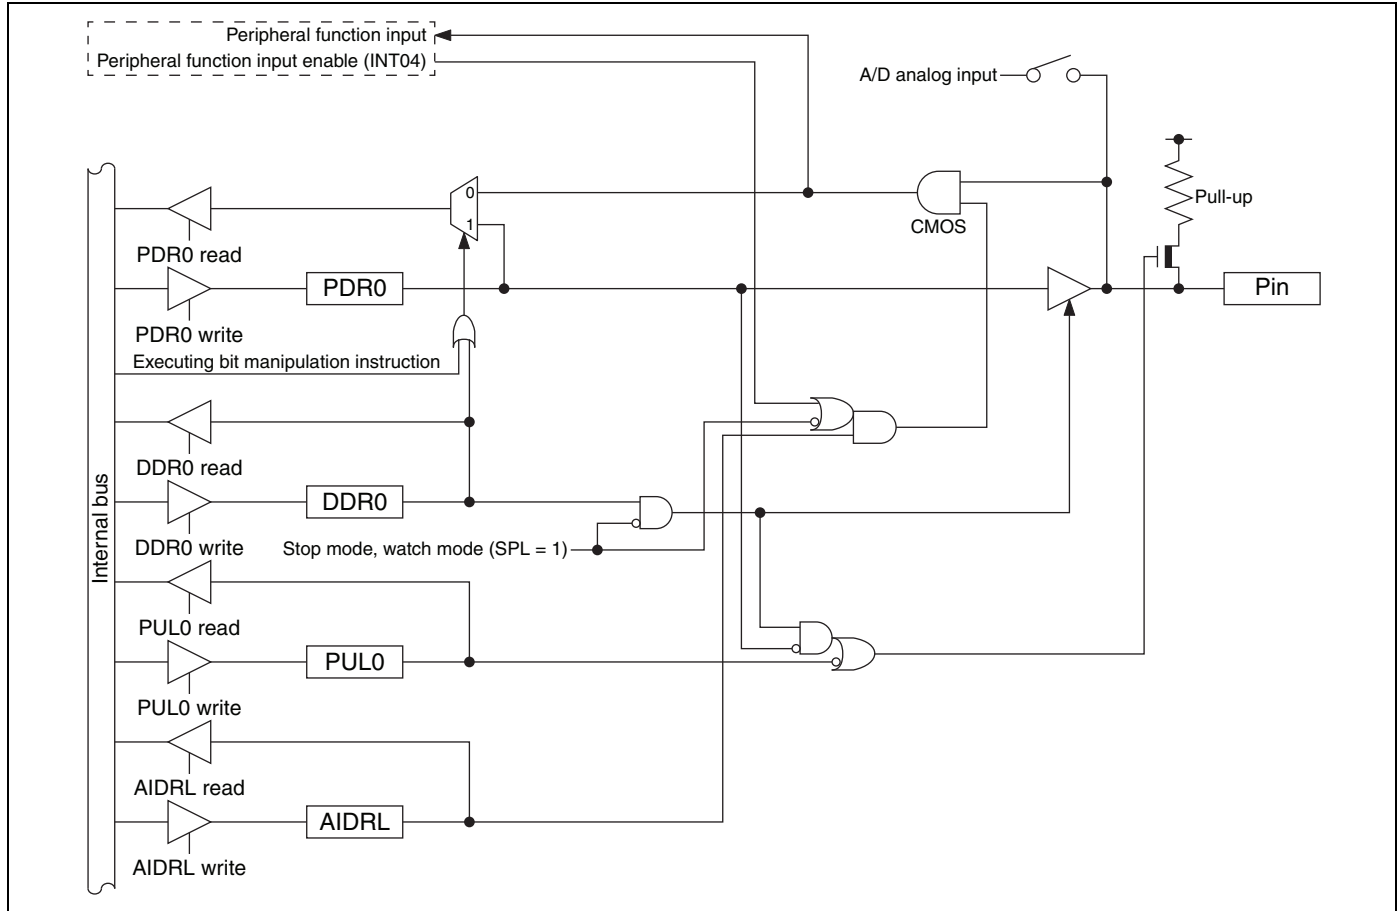 Peripheral function input
Peripheral function input enable (INT04)
A/D analog input
0
Pull-up
1
CMOS
PDR0 read
PDR0
Pin
PDR0 write
Executing bit manipulation instruction
DDR0 read
Internal bus
DDR0
DDR0 write
Stop mode, watch mode (SPL = 1)
PUL0 read
PUL0
PUL0 write
AIDRL read
AIDRL
AIDRL write